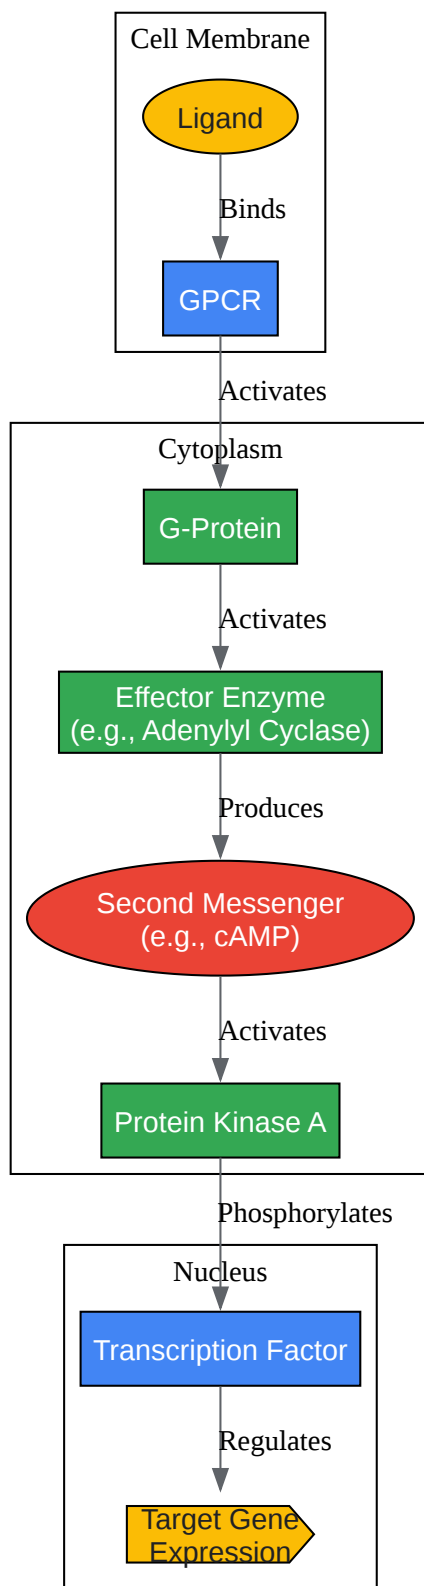 Cell Membrane
Ligand
Binds
GPCR
Activates
Cytoplasm
G-Protein
Activates
Effector Enzyme
(e.g., Adenylyl Cyclase)
Produces
Second Messenger
(e.g., cAMP)
Activates
Protein Kinase A
Phosphorylates
Nucleus
Transcription Factor
Regulates
Target Gene
Expression